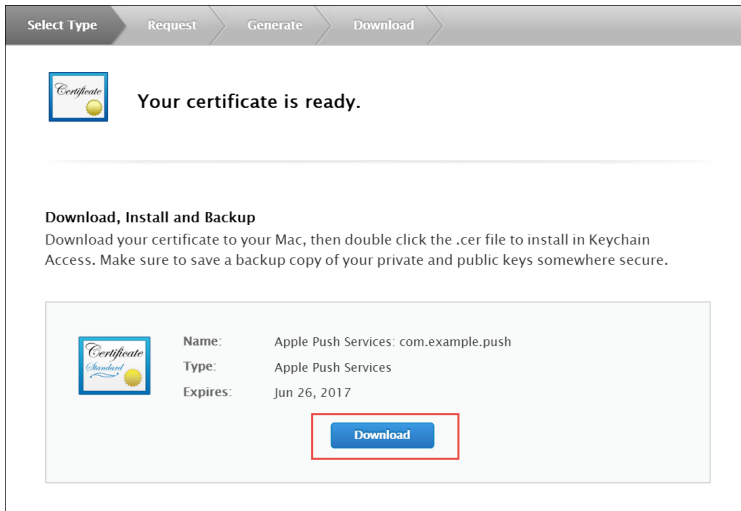 Select Type Request Generate Download
Certificate
Your certificate is ready.
Download, Install and Backup
Download your certificate to your Mac, then double click the .cer file to install in Keychain
Access. Make sure to save a backup copy of your private and public keys somewhere secure.
Certificate
Standard
Name: Apple Push Services: com.example.push
Type: Apple Push Services
Expires: Jun 26, 2017
Download